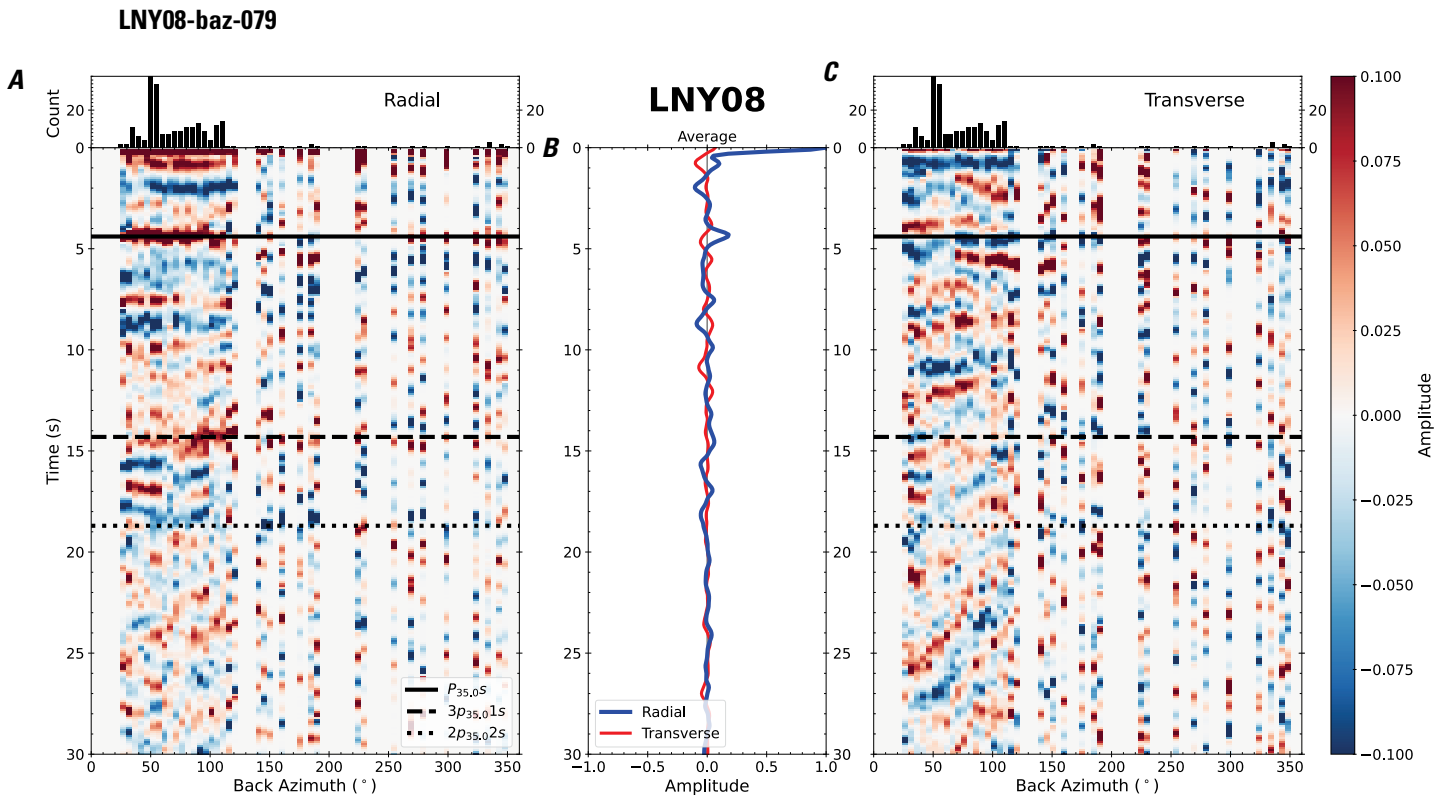 LNY08-baz-079
A
Count
20
0
Radial
20
0
0
5
10
15
20
25
30
Time (s)
P35.0s
3p35.01s
2p35.02s
0 50 100 150 200 250 300 350
Back Azimuth (°)
B
LNY08
Average
0
5
10
15
20
25
30
Radial
Transverse
−1.0 −0.5 0.0 0.5 1.0
Amplitude
C
Transverse
20
0
0
5
10
15
20
25
30
0 50 100 150 200 250 300 350
Back Azimuth (°)
0.100
0.075
0.050
0.025
0.000
−0.025
−0.050
−0.075
−0.100
Amplitude